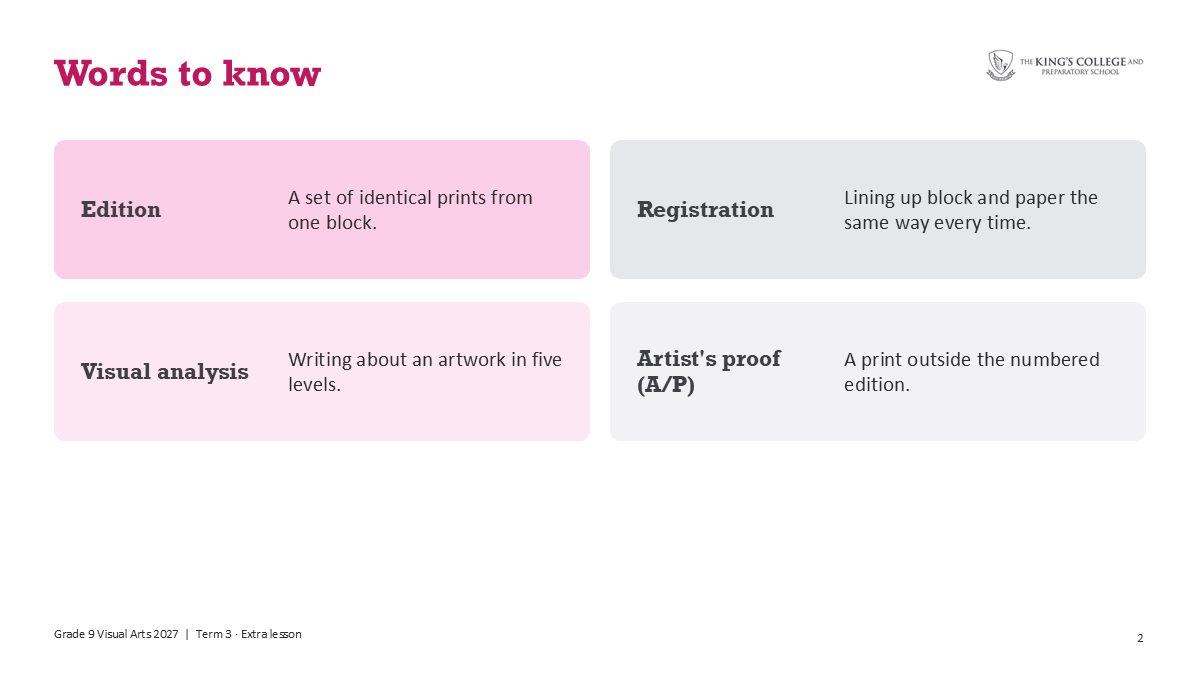 Words to know
THE KING'S COLLEGE AND
PREPARATORY SCHOOL
Edition
A set of identical prints from
one block.
Registration
Lining up block and paper the
same way every time.
Visual analysis
Writing about an artwork in five
levels.
Artist's proof
(A/P)
A print outside the numbered
edition.
Grade 9 Visual Arts 2027 | Term 3 · Extra lesson
2